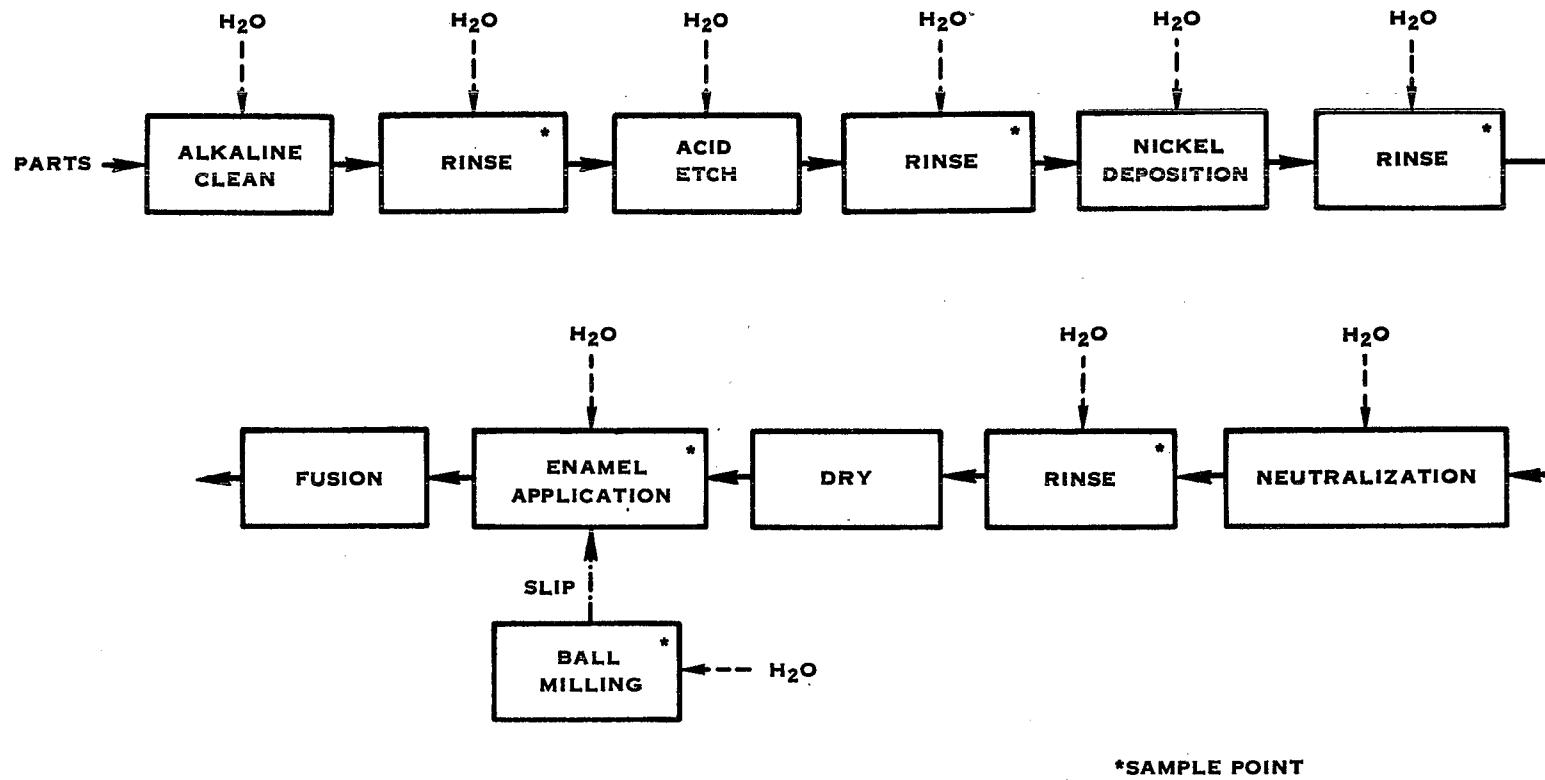 H2O H2O H2O H2O H2O H2O
PARTS
ALKALINE
CLEAN
RINSE *
ACID
ETCH
RINSE *
NICKEL
DEPOSITION
RINSE *
H2O H2O H2O
FUSION
ENAMEL *
APPLICATION
DRY
RINSE *
NEUTRALIZATION
SLIP
BALL *
MILLING
H2O
*SAMPLE POINT